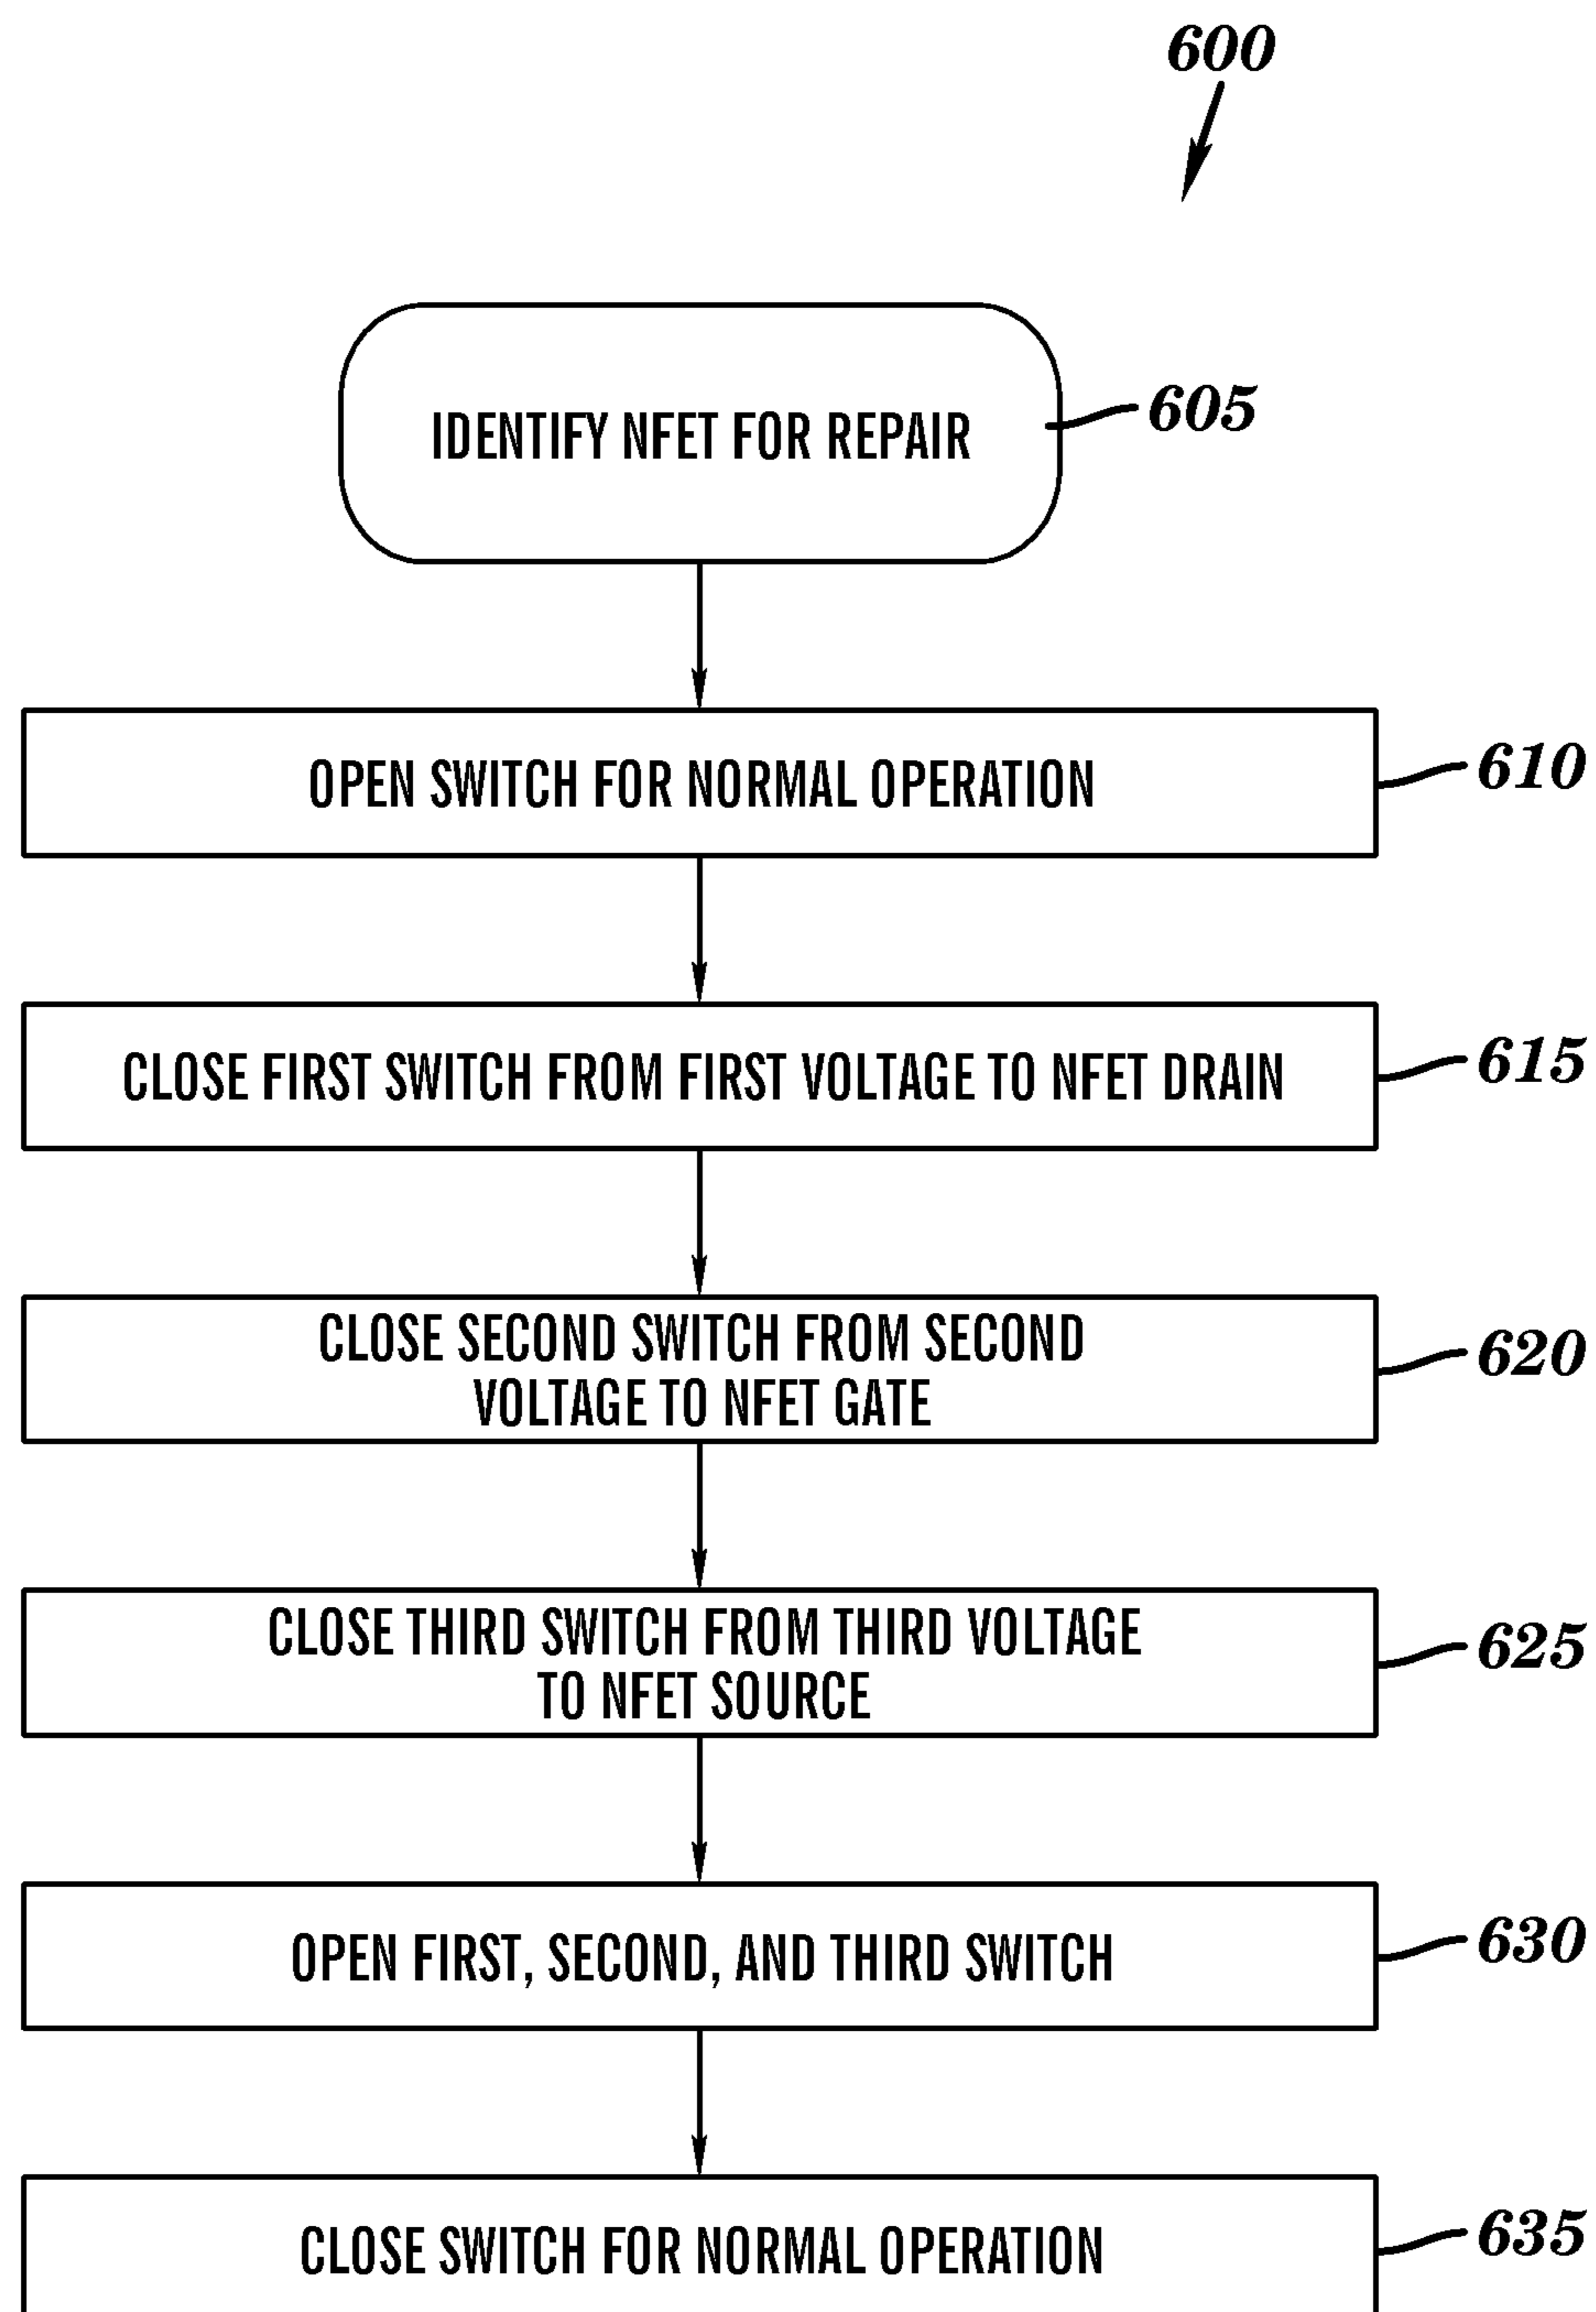 600
IDENTIFY NFET FOR REPAIR
605
OPEN SWITCH FOR NORMAL OPERATION
610
CLOSE FIRST SWITCH FROM FIRST VOLTAGE TO NFET DRAIN
615
CLOSE SECOND SWITCH FROM SECOND
VOLTAGE TO NFET GATE
620
CLOSE THIRD SWITCH FROM THIRD VOLTAGE
TO NFET SOURCE
625
OPEN FIRST, SECOND, AND THIRD SWITCH
630
CLOSE SWITCH FOR NORMAL OPERATION
635